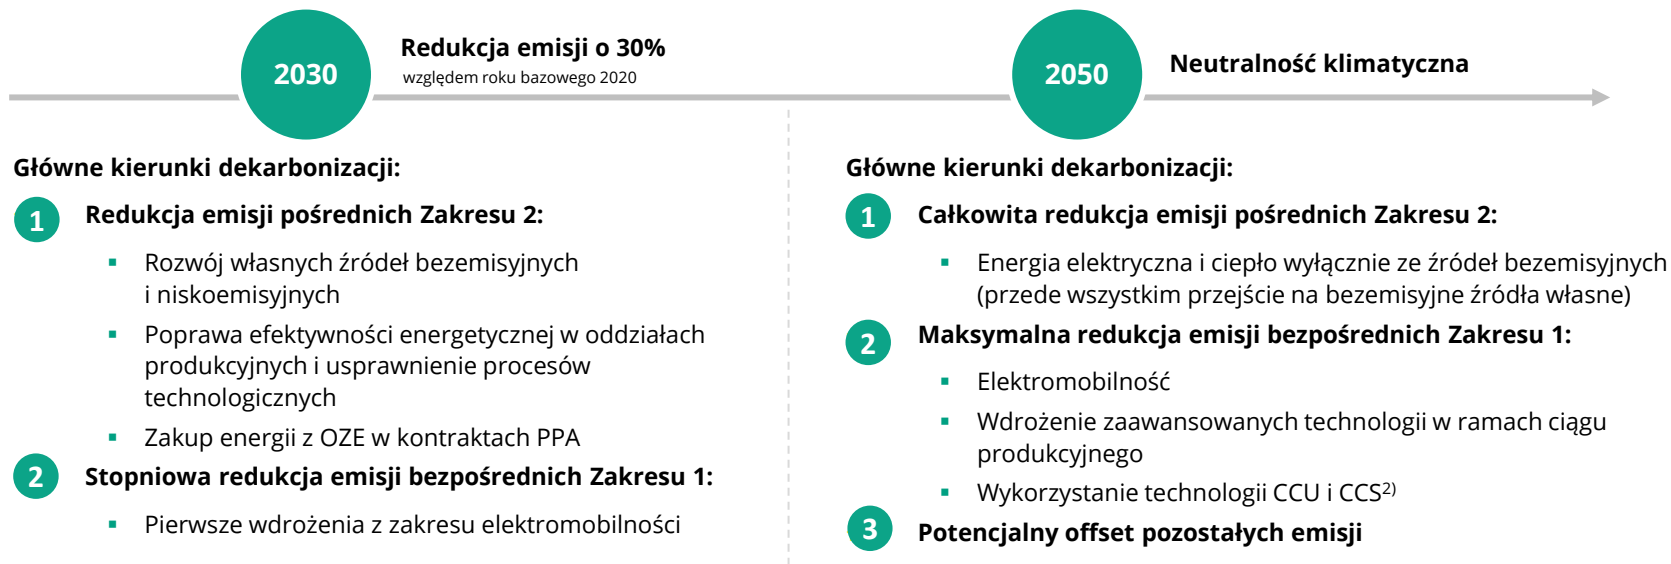 2030
Redukcja emisji o 30%
względem roku bazowego 2020
Główne kierunki dekarbonizacji:
1
Redukcja emisji pośrednich Zakresu 2:
▪ Rozwój własnych źródeł bezemisyjnych
i niskoemisyjnych
▪ Poprawa efektywności energetycznej w oddziałach
produkcyjnych i usprawnienie procesów
technologicznych
▪ Zakup energii z OZE w kontraktach PPA
2
Stopniowa redukcja emisji bezpośrednich Zakresu 1:
▪ Pierwsze wdrożenia z zakresu elektromobilności
2050
Neutralność klimatyczna
Główne kierunki dekarbonizacji:
1
Całkowita redukcja emisji pośrednich Zakresu 2:
▪ Energia elektryczna i ciepło wyłącznie ze źródeł bezemisyjnych
(przede wszystkim przejście na bezemisyjne źródła własne)
2
Maksymalna redukcja emisji bezpośrednich Zakresu 1:
▪ Elektromobilność
▪ Wdrożenie zaawansowanych technologii w ramach ciągu
produkcyjnego
▪ Wykorzystanie technologii CCU i CCS2)
3
Potencjalny offset pozostałych emisji